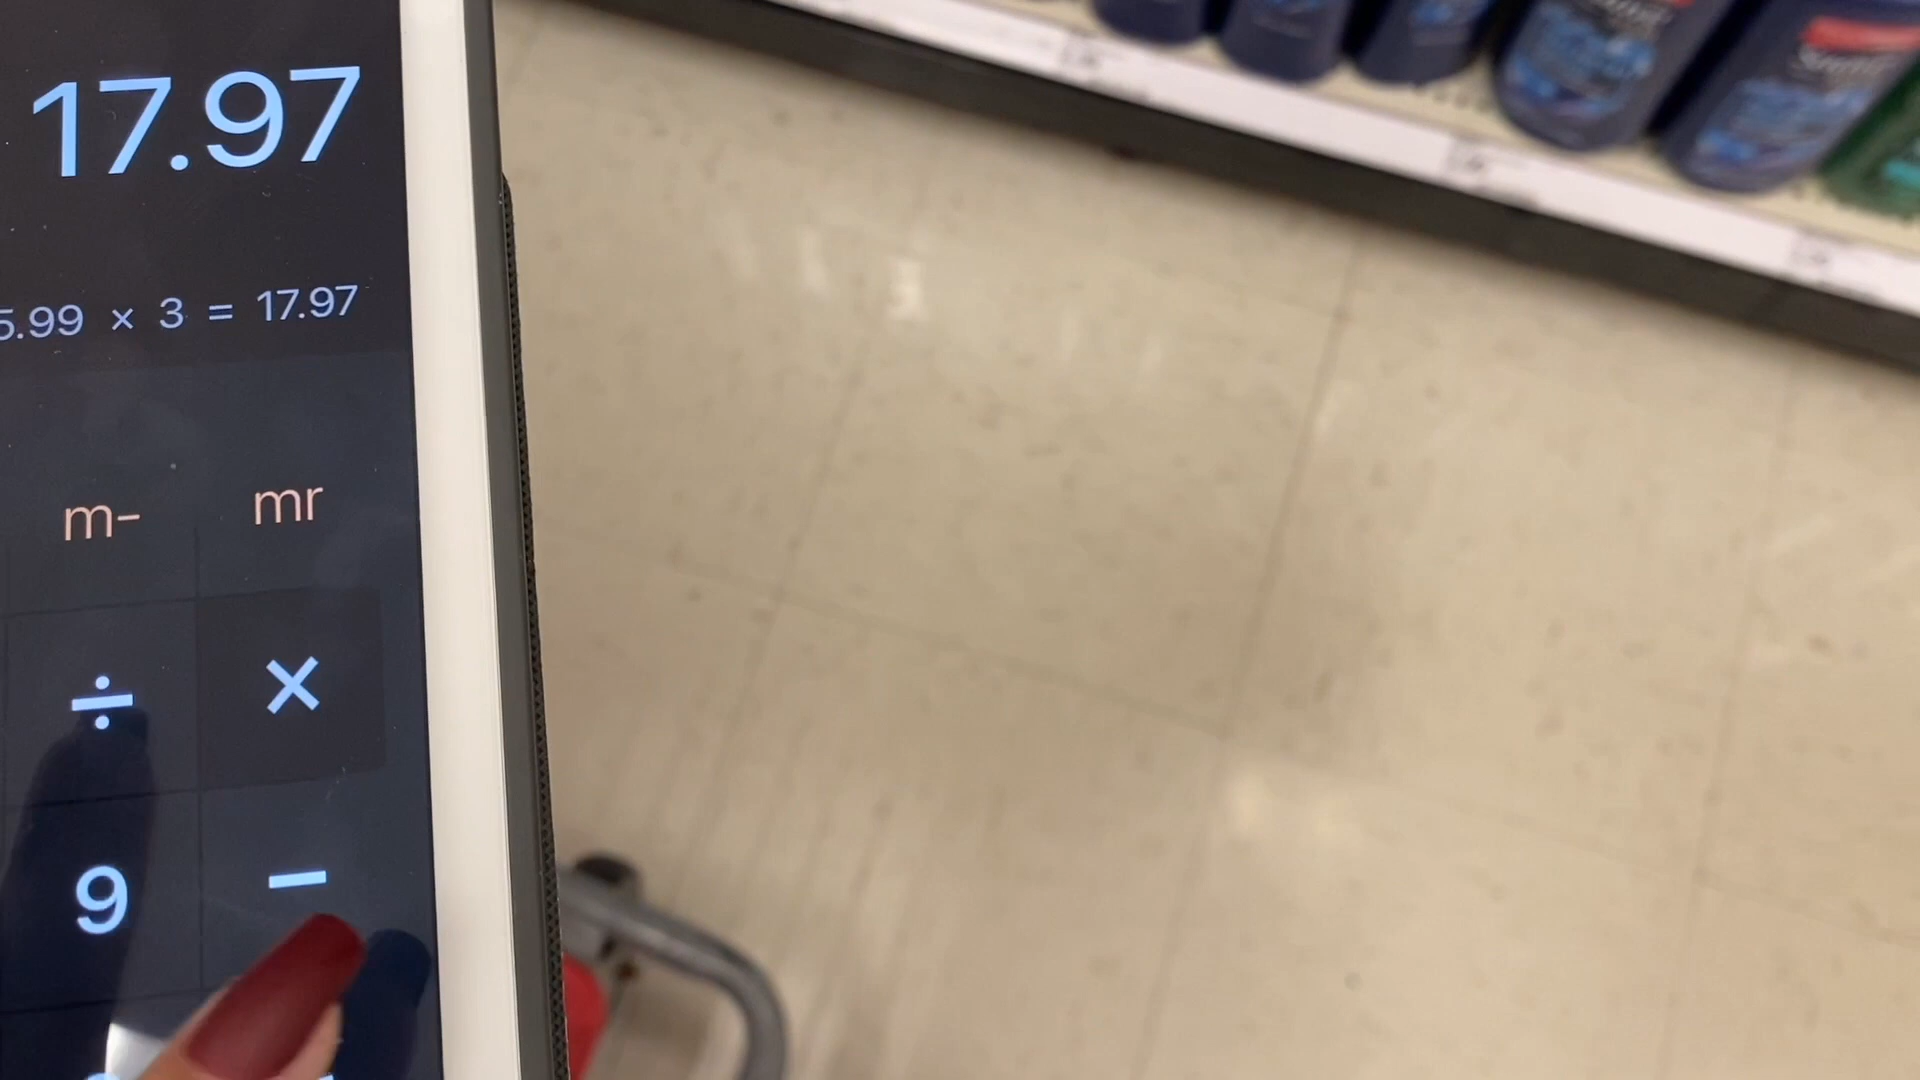 17.97
5.99 × 3 = 17.97
m- mr
÷ ×
9 −